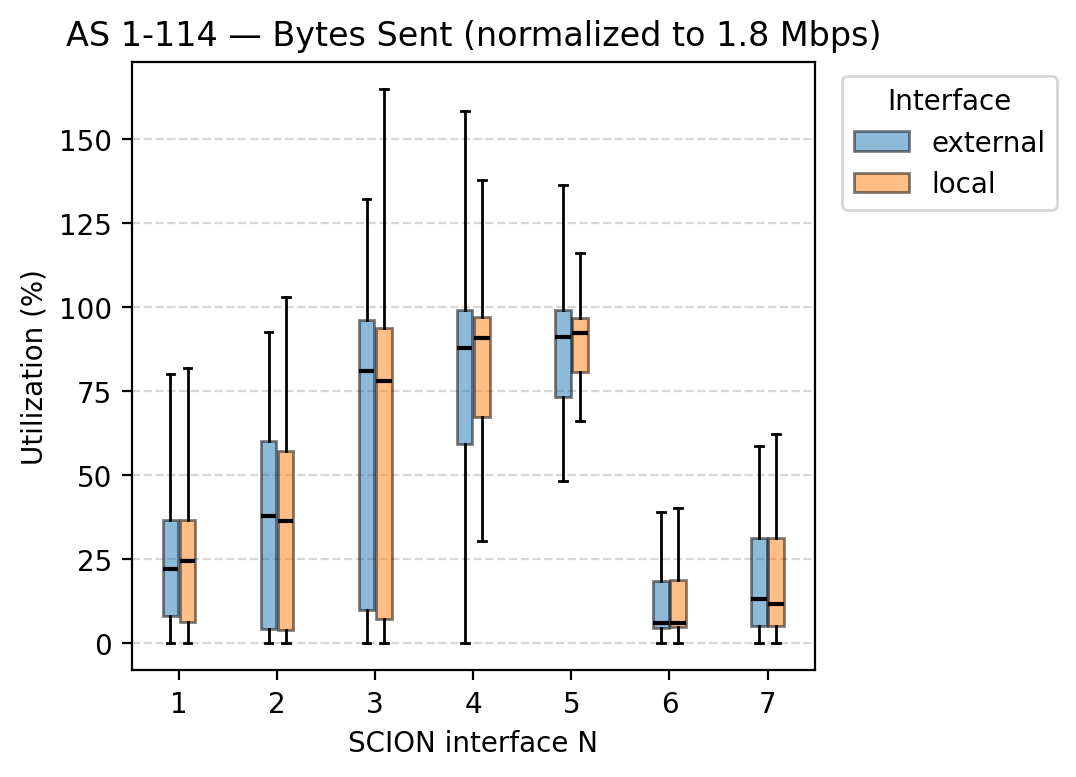 AS 1-114 — Bytes Sent (normalized to 1.8 Mbps)
Interface
external
local
Utilization (%)
150
125
100
75
50
25
0
1 2 3 4 5 6 7
SCION interface N